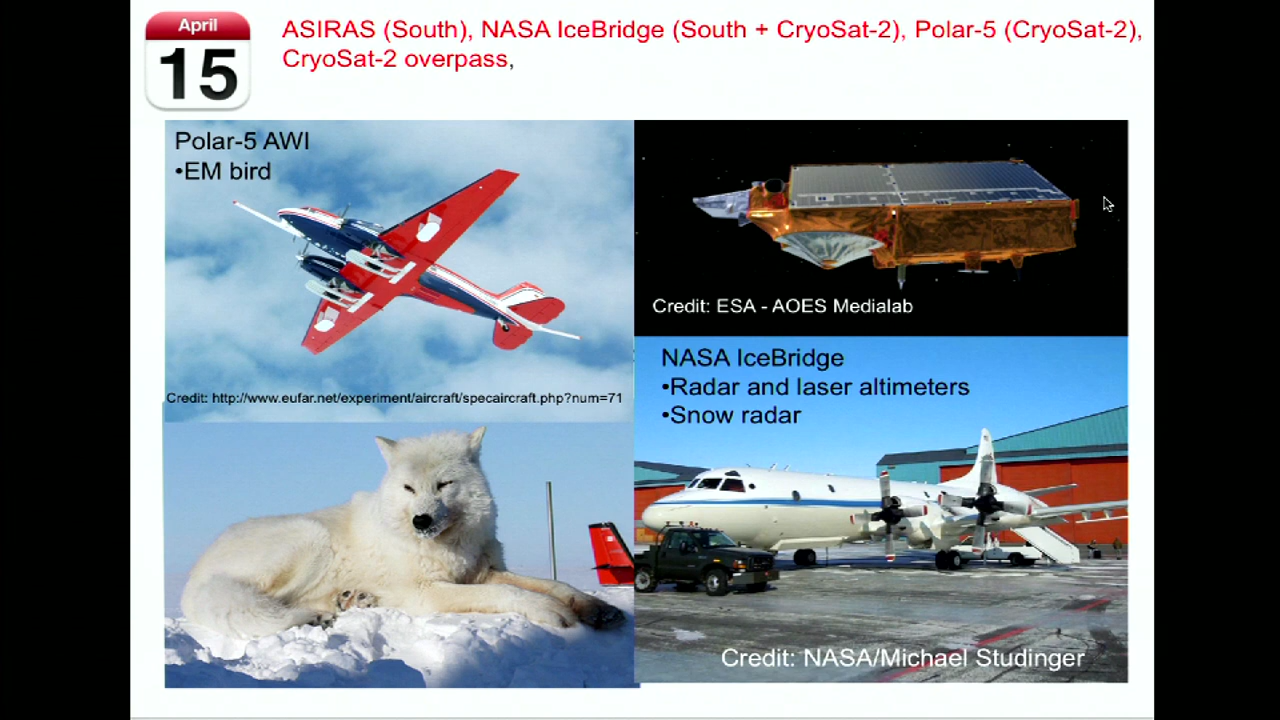 April
15
ASIRAS (South), NASA IceBridge (South + CryoSat-2), Polar-5 (CryoSat-2),
CryoSat-2 overpass,
Polar-5 AWI
•EM bird
Credit: http://www.eufar.net/experiment/aircraft/specaircraft.php?num=71
Credit: ESA - AOES Medialab
NASA IceBridge
•Radar and laser altimeters
•Snow radar
Credit: NASA/Michael Studinger